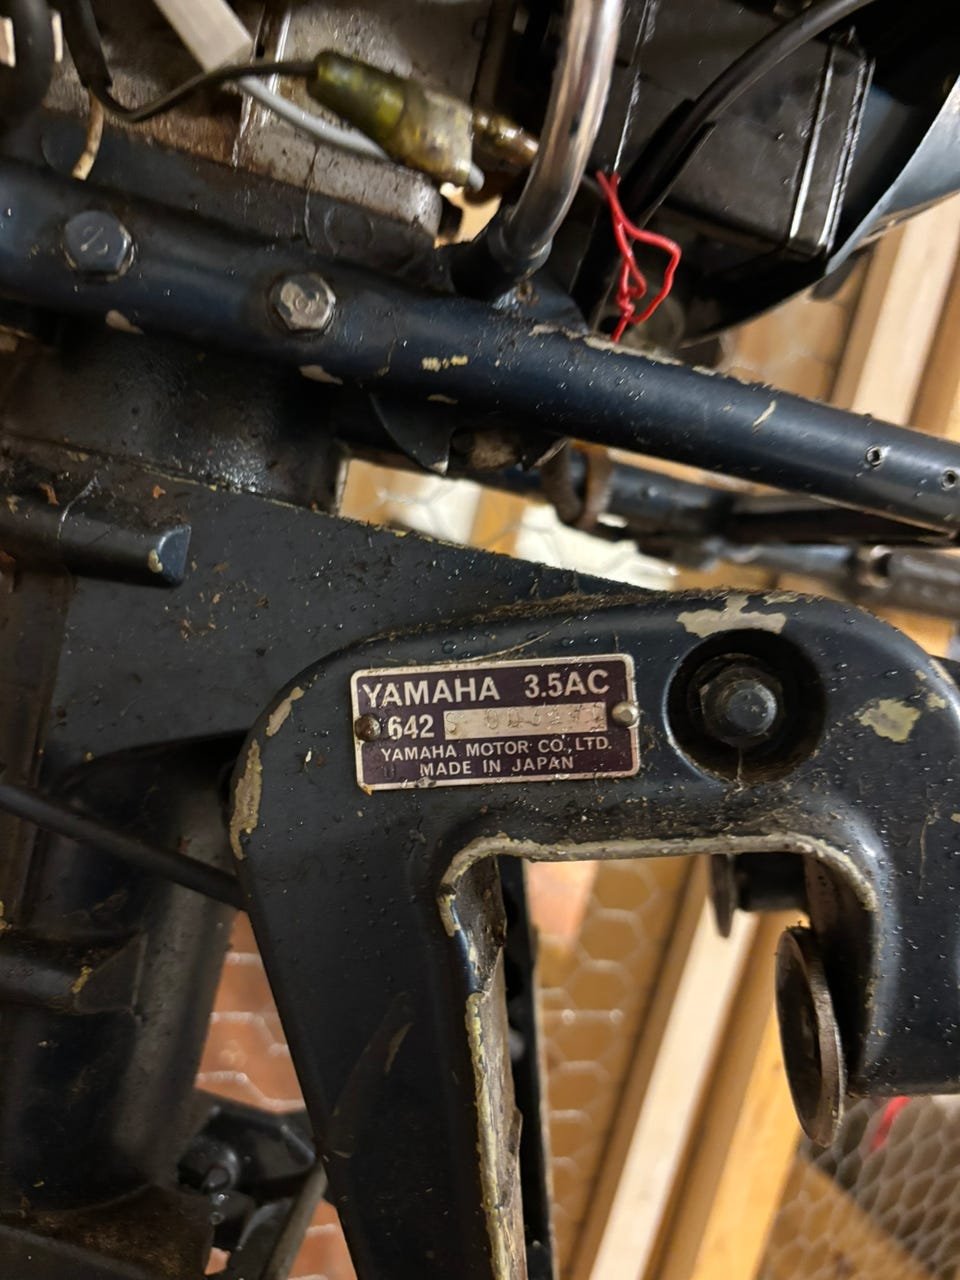 YAMAHA 3.5AC
642 S
YAMAHA MOTOR CO.,LTD.
MADE IN JAPAN